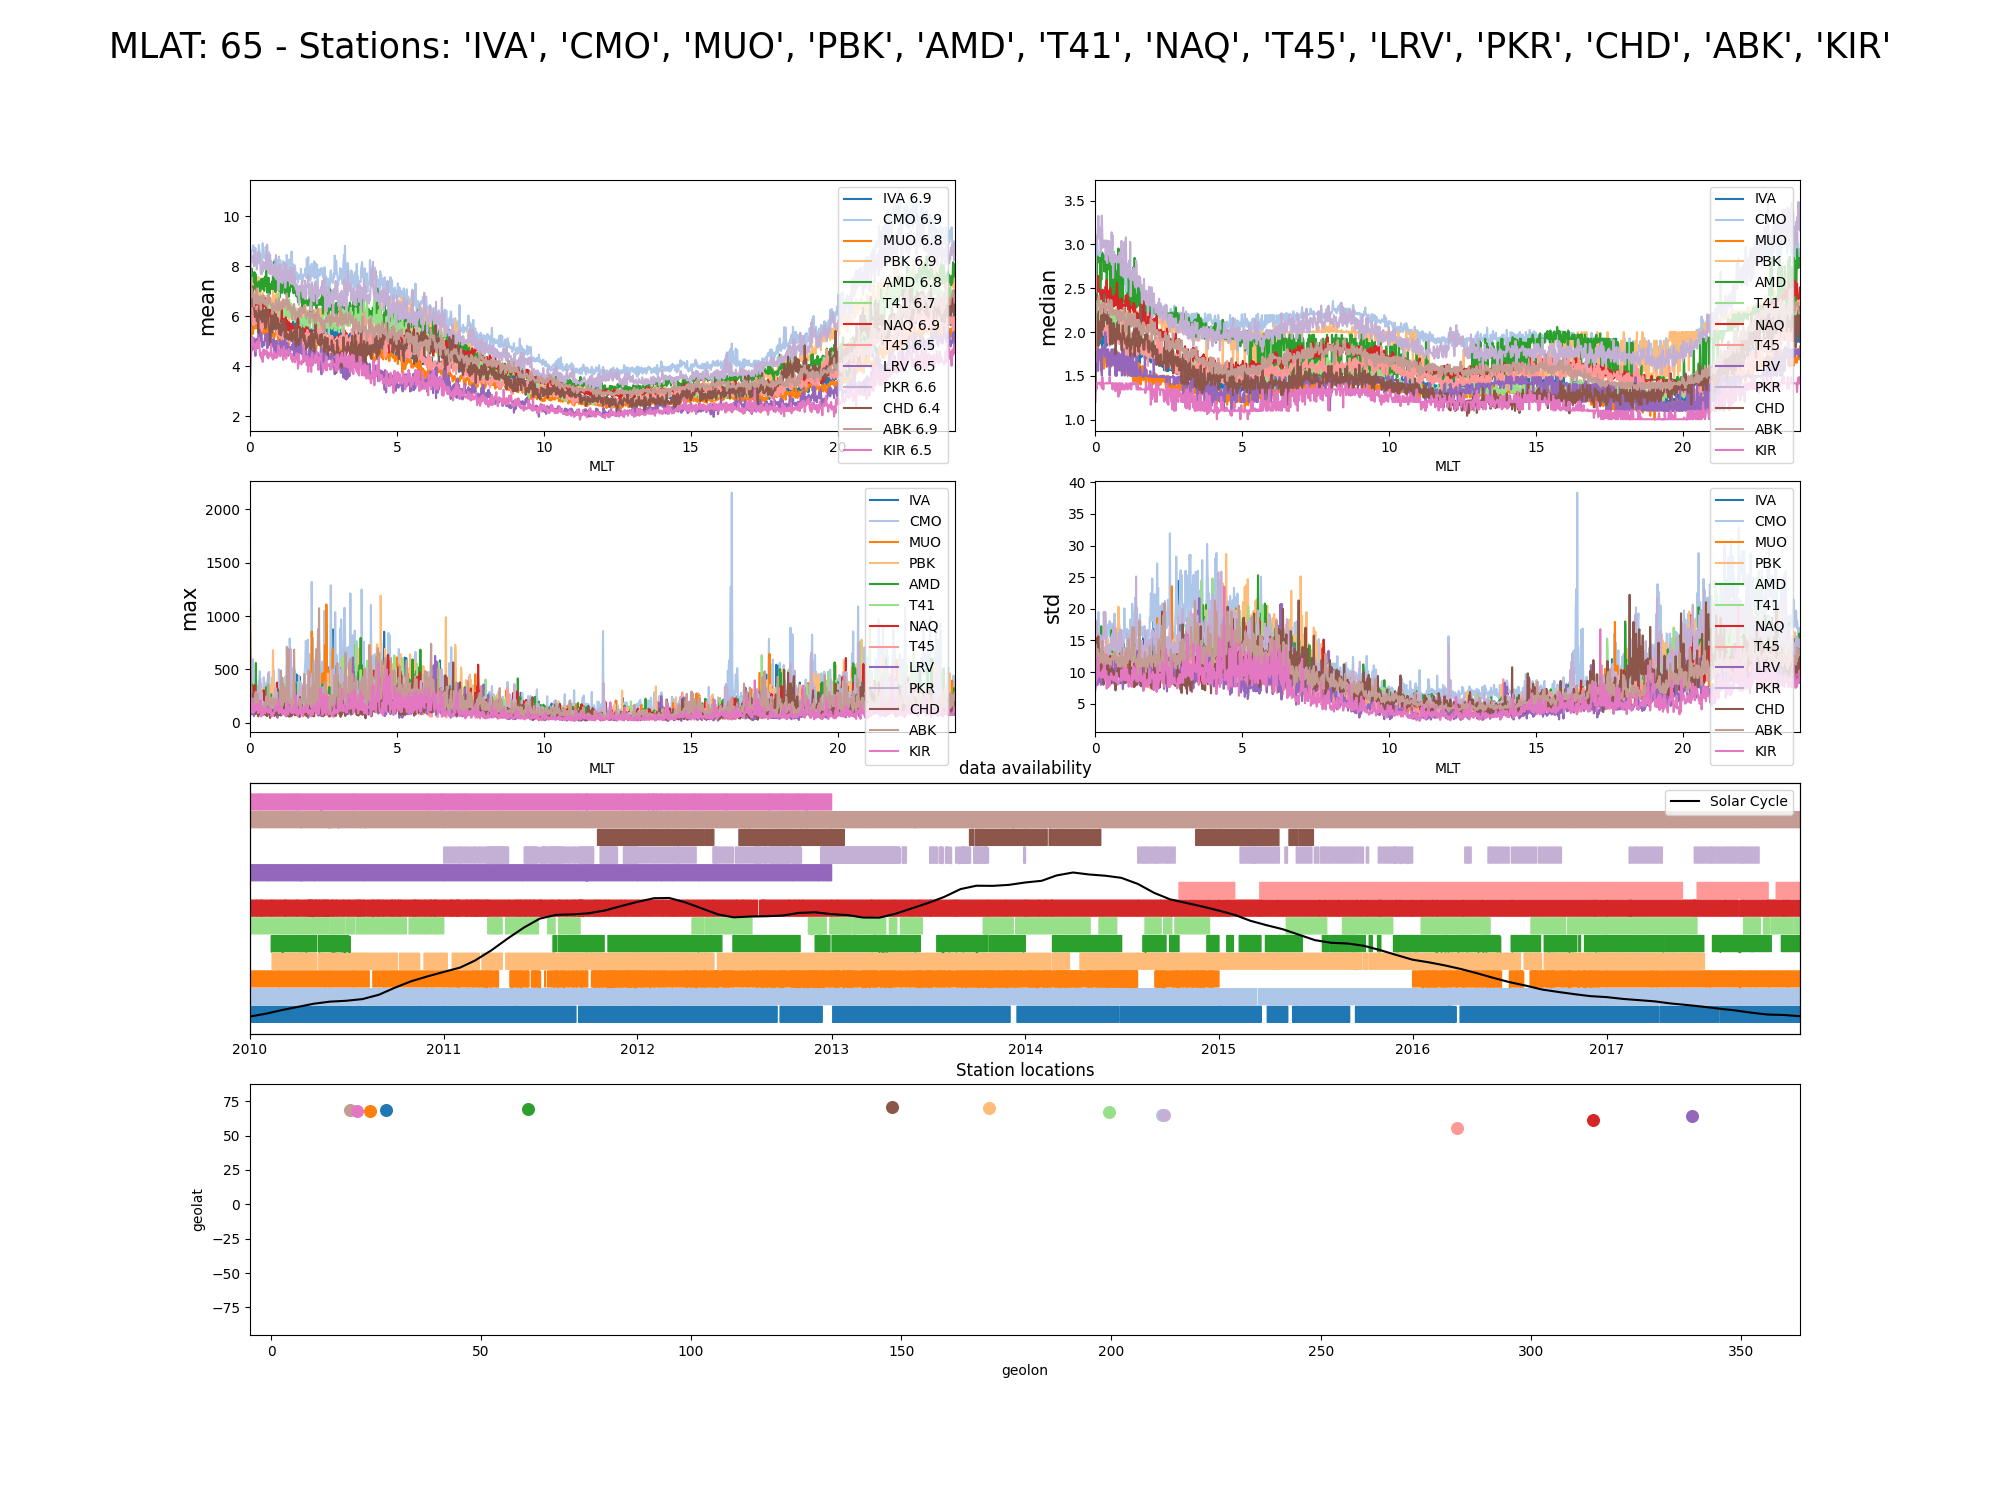 MLAT: 65 - Stations: 'IVA', 'CMO', 'MUO', 'PBK', 'AMD', 'T41', 'NAQ', 'T45', 'LRV', 'PKR', 'CHD', 'ABK', 'KIR'
mean
10
8
6
4
2
0 5 10 15 20
MLT
IVA 6.9
CMO 6.9
MUO 6.8
PBK 6.9
AMD 6.8
T41 6.7
NAQ 6.9
T45 6.5
LRV 6.5
PKR 6.6
CHD 6.4
ABK 6.9
KIR 6.5
median
3.5
3.0
2.5
2.0
1.5
1.0
0 5 10 15 20
MLT
IVA
CMO
MUO
PBK
AMD
T41
NAQ
T45
LRV
PKR
CHD
ABK
KIR
max
2000
1500
1000
500
0
0 5 10 15 20
MLT
IVA
CMO
MUO
PBK
AMD
T41
NAQ
T45
LRV
PKR
CHD
ABK
KIR
std
40
35
30
25
20
15
10
5
0 5 10 15 20
MLT
IVA
CMO
MUO
PBK
AMD
T41
NAQ
T45
LRV
PKR
CHD
ABK
KIR
data availability
Solar Cycle
2010 2011 2012 2013 2014 2015 2016 2017
Station locations
geolat
75
50
25
0
−25
−50
−75
0 50 100 150 200 250 300 350
geolon